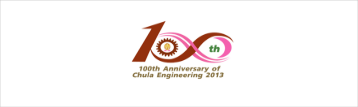 100th
100th Anniversary of
Chula Engineering 2013